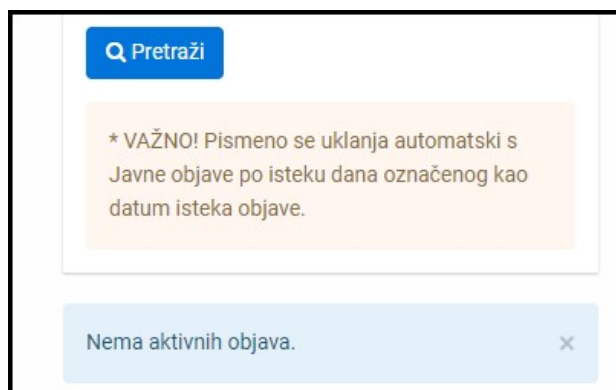 Pretraži
* VAŽNO! Pismeno se uklanja automatski s
Javne objave po isteku dana označenog kao
datum isteka objave.
Nema aktivnih objava. ×